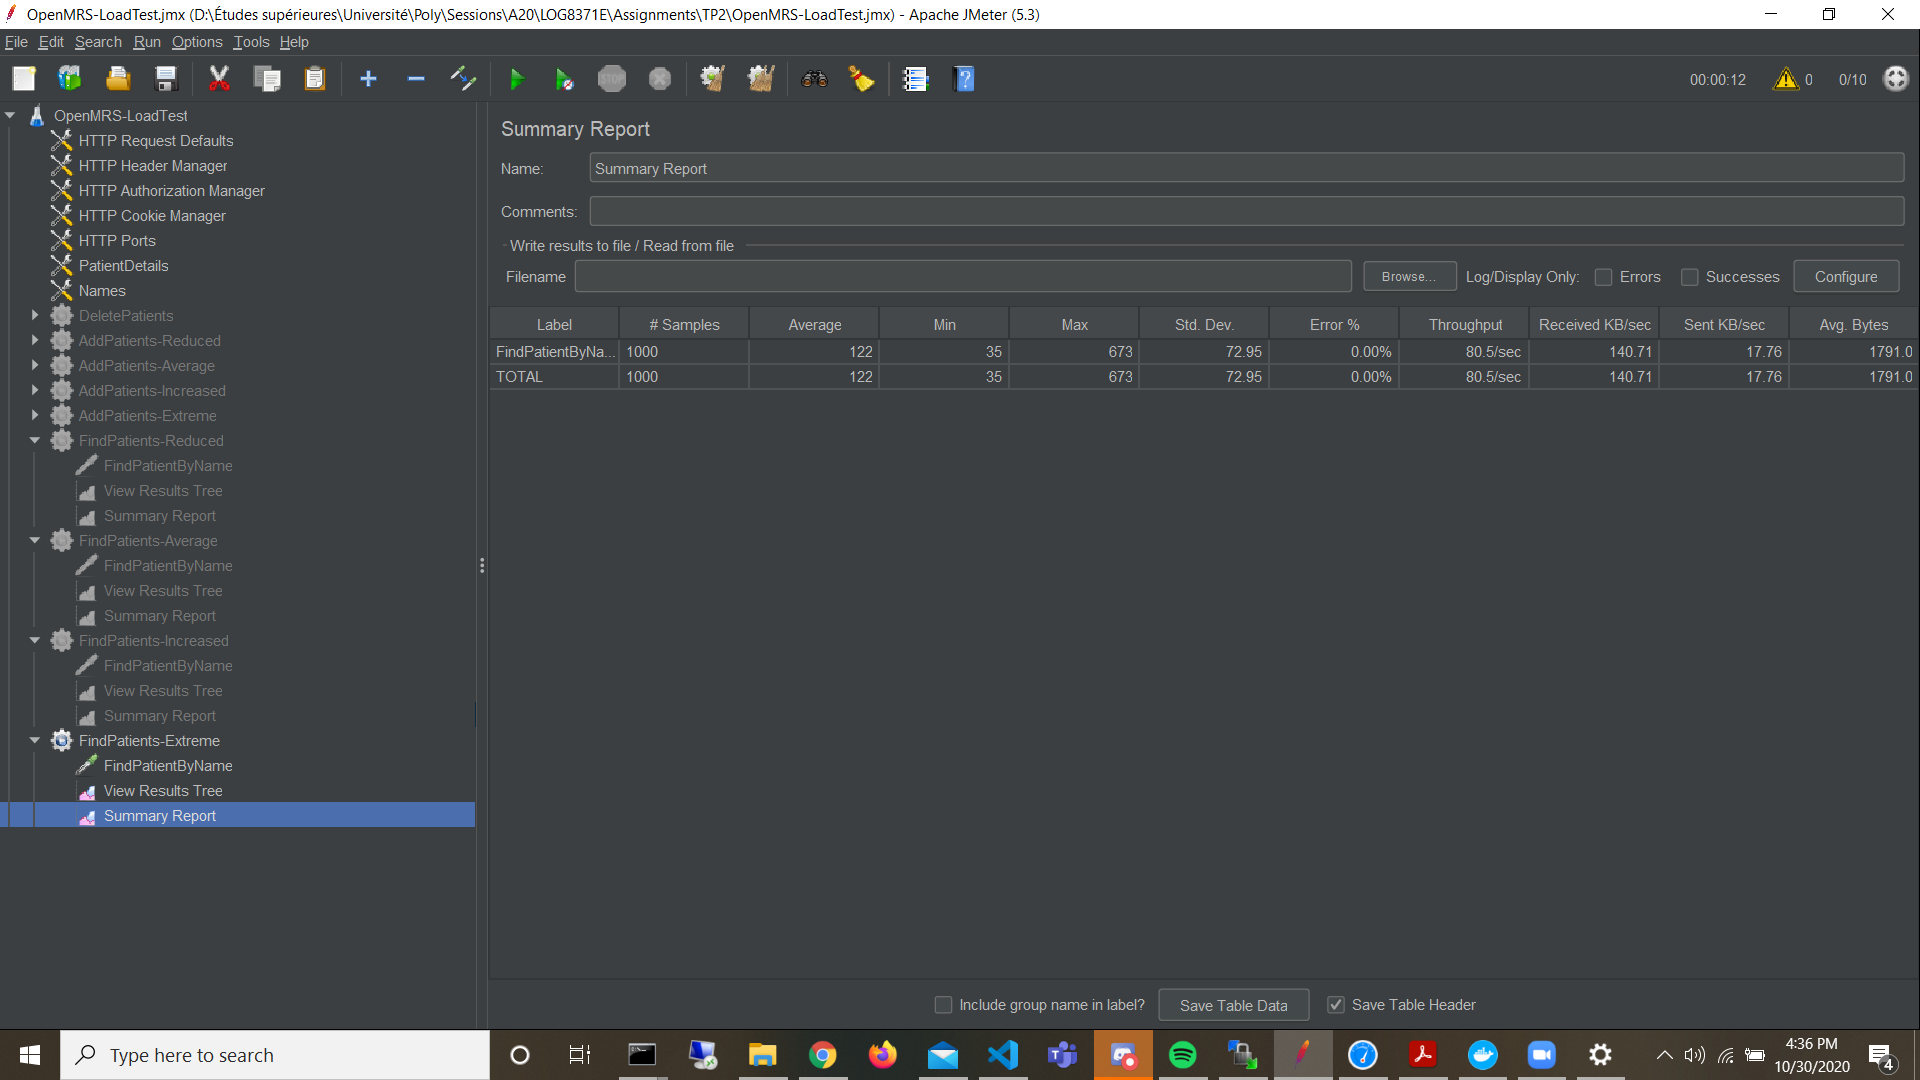 OpenMRS-LoadTest.jmx (D:\Études supérieures\Université\Poly\Sessions\A20\LOG8371E\Assignments\TP2\OpenMRS-LoadTest.jmx) - Apache JMeter (5.3)
File Edit Search Run Options Tools Help
STOP
00:00:12 0 0/10
OpenMRS-LoadTest
HTTP Request Defaults
HTTP Header Manager
HTTP Authorization Manager
HTTP Cookie Manager
HTTP Ports
PatientDetails
Names
DeletePatients
AddPatients-Reduced
AddPatients-Average
AddPatients-Increased
AddPatients-Extreme
FindPatients-Reduced
FindPatientByName
View Results Tree
Summary Report
FindPatients-Average
FindPatientByName
View Results Tree
Summary Report
FindPatients-Increased
FindPatientByName
View Results Tree
Summary Report
FindPatients-Extreme
FindPatientByName
View Results Tree
Summary Report
Summary Report
Name: Summary Report
Comments:
Write results to file / Read from file
Filename Browse... Log/Display Only: Errors Successes Configure
Label # Samples Average Min Max Std. Dev. Error % Throughput Received KB/sec Sent KB/sec Avg. Bytes
FindPatientByNa... 1000 122 35 673 72.95 0.00% 80.5/sec 140.71 17.76 1791.0
TOTAL 1000 122 35 673 72.95 0.00% 80.5/sec 140.71 17.76 1791.0
Include group name in label? Save Table Data Save Table Header
Type here to search
4:36 PM
10/30/2020
4